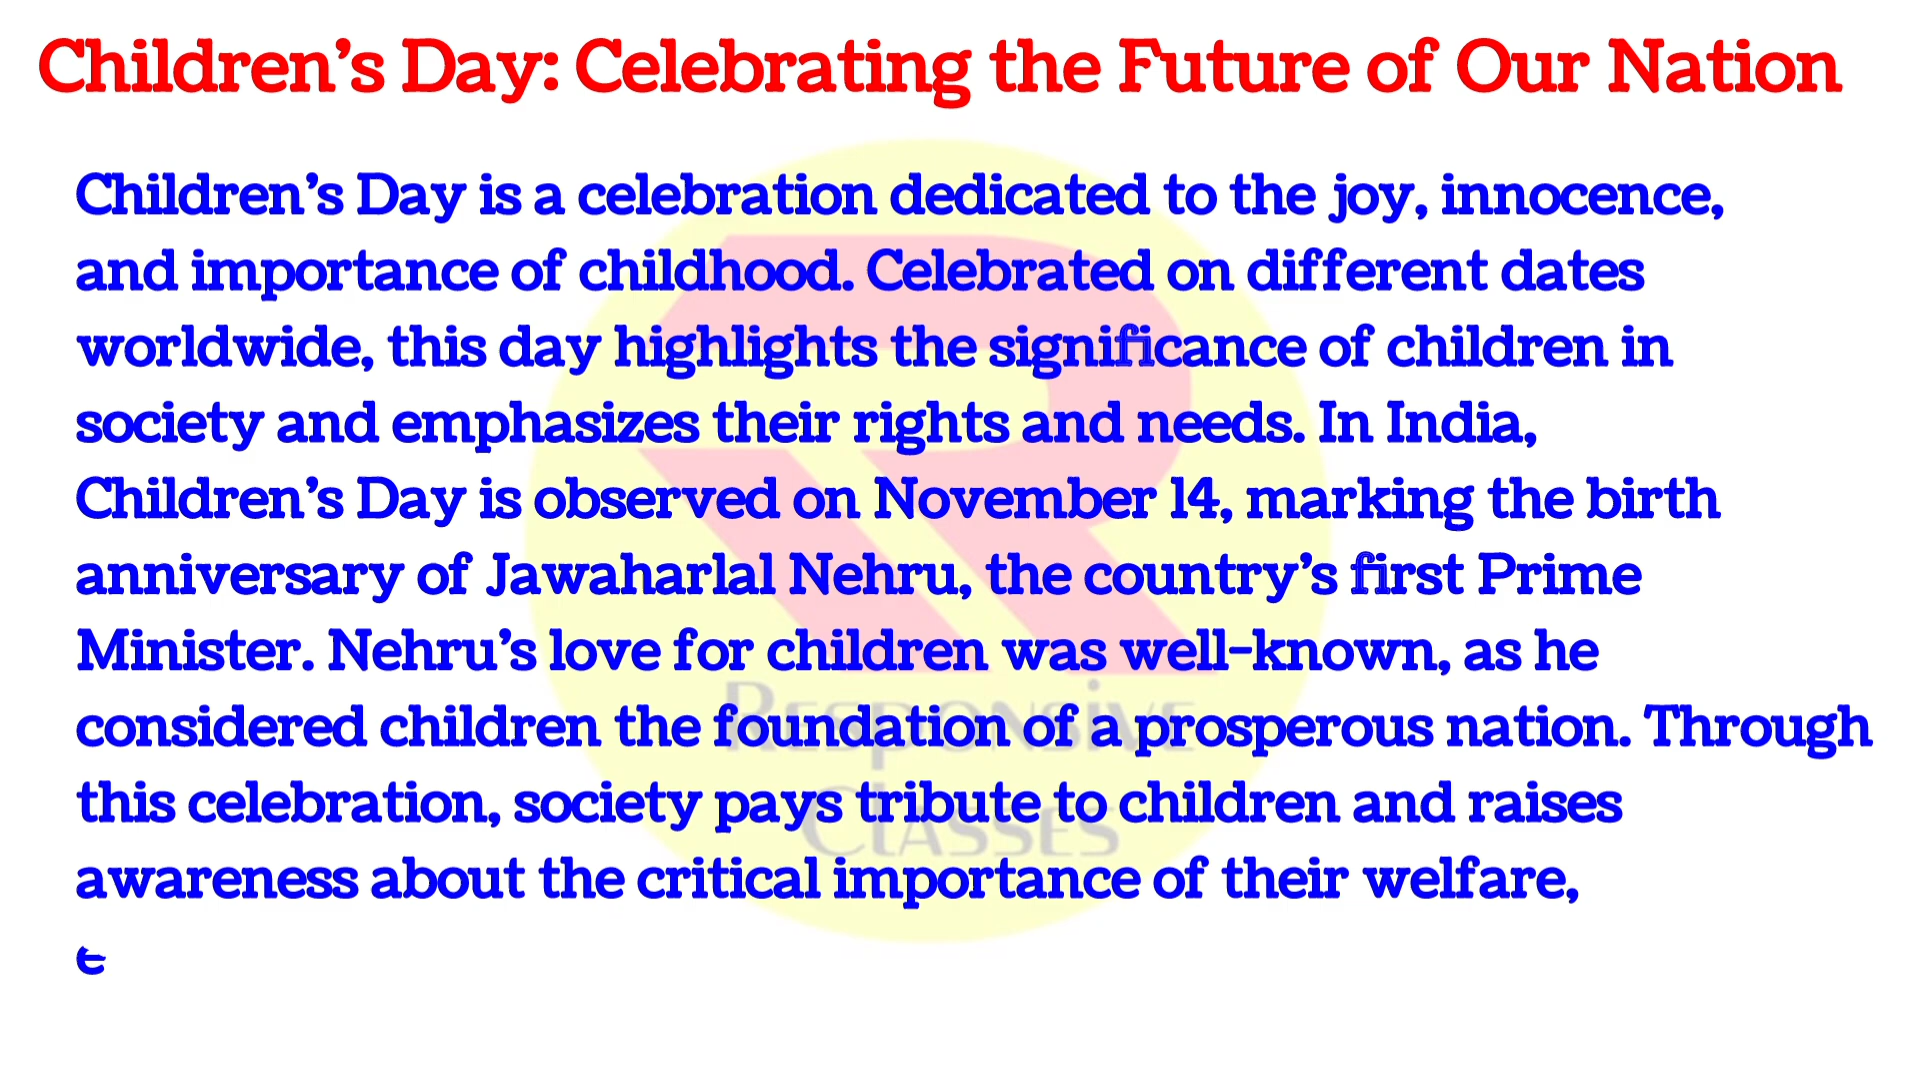 Children’s Day: Celebrating the Future of Our Nation
Children’s Day is a celebration dedicated to the joy, innocence,
and importance of childhood. Celebrated on different dates
worldwide, this day highlights the significance of children in
society and emphasizes their rights and needs. In India,
Children’s Day is observed on November 14, marking the birth
anniversary of Jawaharlal Nehru, the country’s first Prime
Minister. Nehru’s love for children was well-known, as he
considered children the foundation of a prosperous nation. Through
this celebration, society pays tribute to children and raises
awareness about the critical importance of their welfare,
Responsive
Classes